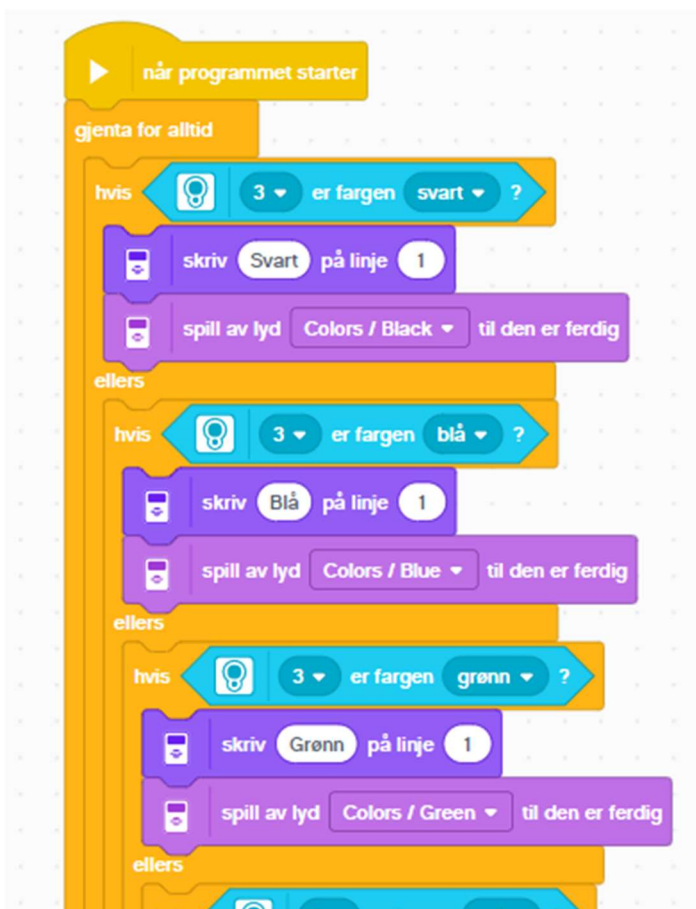 når programmet starter
gjenta for alltid
hvis 3 er fargen svart ?
skriv Svart på linje 1
spill av lyd Colors / Black til den er ferdig
ellers
hvis 3 er fargen blå ?
skriv Blå på linje 1
spill av lyd Colors / Blue til den er ferdig
ellers
hvis 3 er fargen grønn ?
skriv Grønn på linje 1
spill av lyd Colors / Green til den er ferdig
ellers